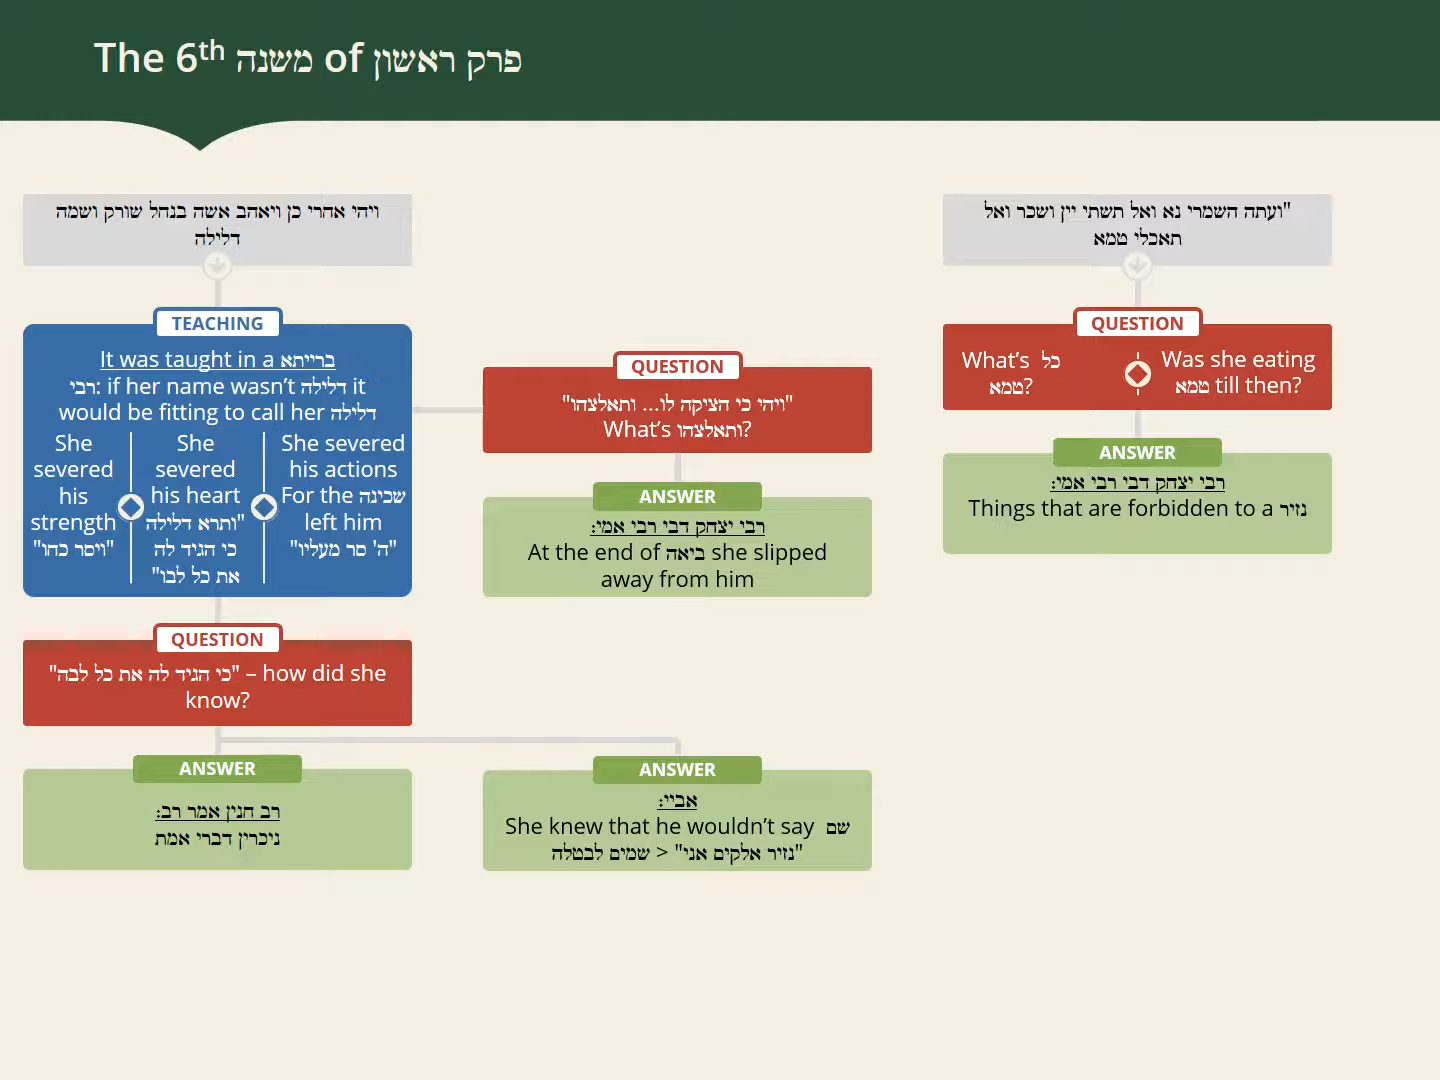 The 6th משנה of פרק ראשון
ויהי אחרי כן ויאהב אשה בנהל שורק ושמה
דלילה
TEACHING
It was taught in a ברייתא
רבי: if her name wasn't דלילה it
would be fitting to call her דלילה
She
severed
his
strength
"ויסר כחו"
She
severed
his heart
"ותרא דלילה
כי הגיד לה
את כל לבו"
She severed
his actions
For the שכינה
left him
"ה' סר מעליו"
QUESTION
"כי הגיד לה את כל לבה" – how did she
know?
ANSWER
רב חנין אמר רב:
ניכרין דברי אמת
ANSWER
אביי:
She knew that he wouldn't say שם
שמים לבטלה > "נזיר אלקים אני"
QUESTION
"ויהי כי הציקה לו... ותאלצהו"
What's ותאלצהו?
ANSWER
רבי יצחק דבי רבי אמי:
At the end of ביאה she slipped
away from him
"ועתה השמרי נא ואל תשתי יין ושכר ואל
תאכלי טמא
QUESTION
What's כל
טמא?
Was she eating
טמא till then?
ANSWER
רבי יצחק דבי רבי אמי:
Things that are forbidden to a נזיר